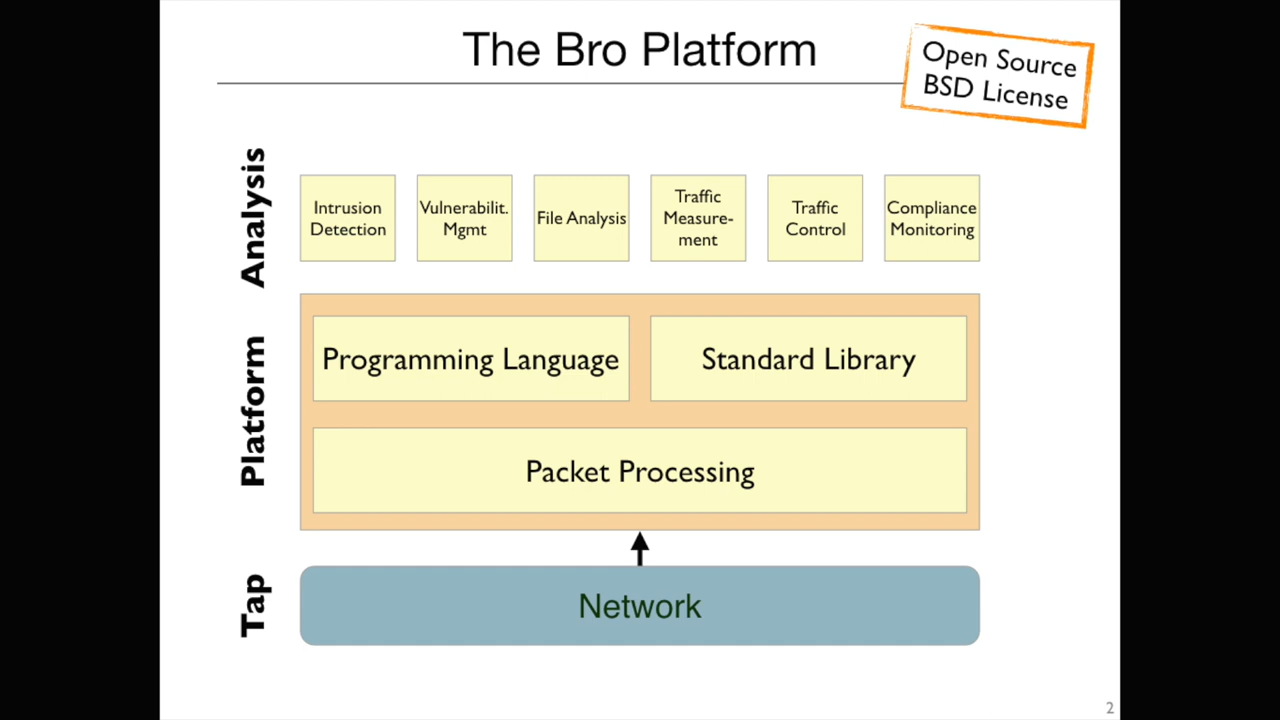 The Bro Platform
Open Source
BSD License
Analysis
Intrusion
Detection
Vulnerabilit.
Mgmt
File Analysis
Traffic
Measure-
ment
Traffic
Control
Compliance
Monitoring
Platform
Programming Language
Standard Library
Packet Processing
Tap
Network
2